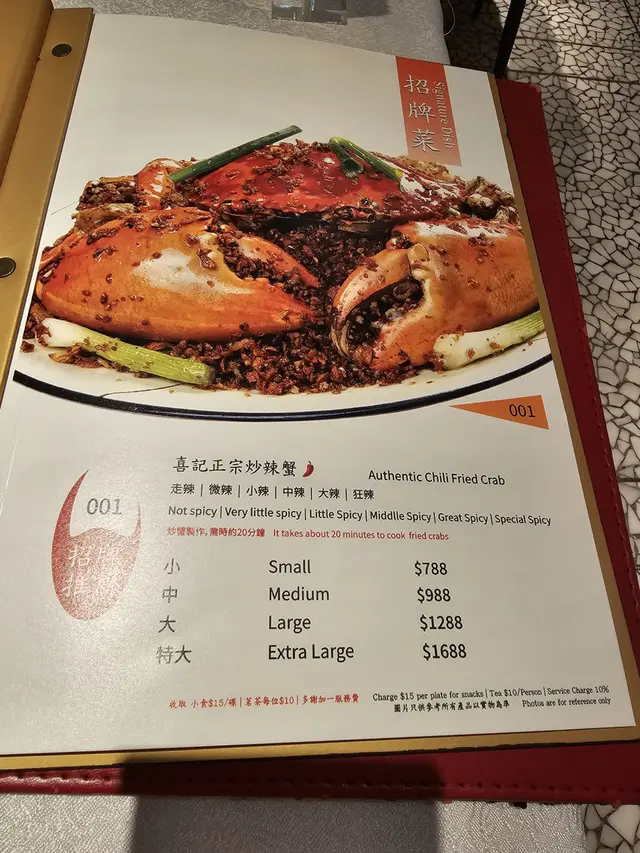 招牌菜
Signature Dish
001
喜記正宗炒辣蟹
Authentic Chili Fried Crab
走辣 | 微辣 | 小辣 | 中辣 | 大辣 | 狂辣
Not spicy | Very little spicy | Little Spicy | Middlle Spicy | Great Spicy | Special Spicy
炒蟹製作,需時約20分鐘 It takes about 20 minutes to cook fried crabs
001
招牌
小 Small $788
中 Medium $988
大 Large $1288
特大 Extra Large $1688
收取 小食$15/碟 | 茗茶每位$10 | 多謝加一服務費
Charge $15 per plate for snacks | Tea $10/Person | Service Charge 10%
圖片只供參考所有產品以實物為準 Photos are for reference only